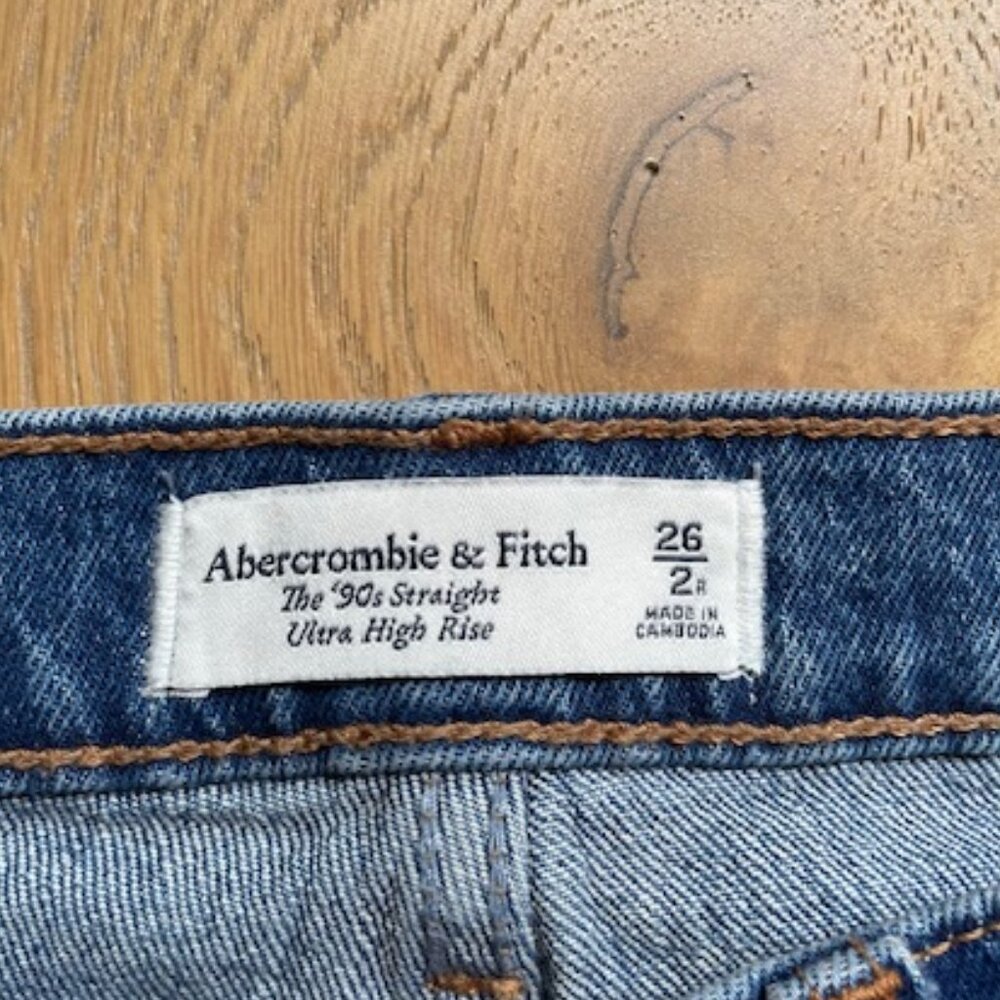 Abercrombie & Fitch
The '90s Straight
Ultra High Rise
26
2R
MADE IN
CAMBODIA